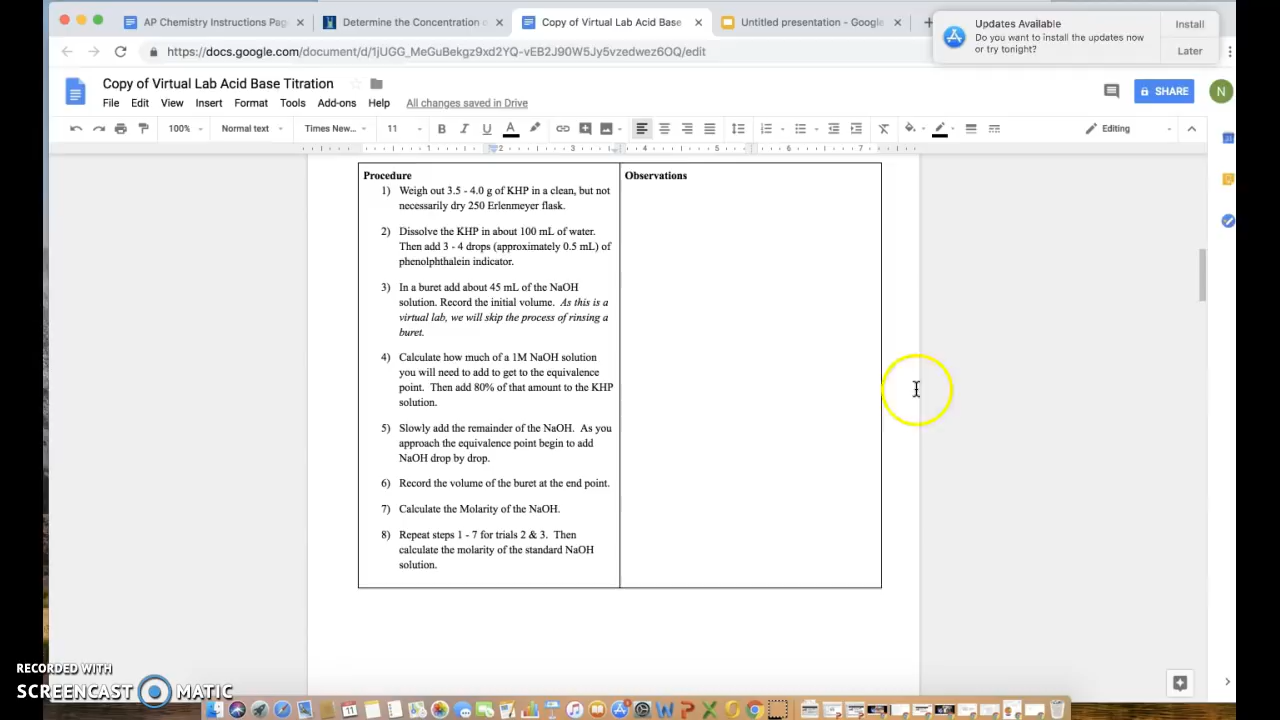 AP Chemistry Instructions Pag
Determine the Concentration o
Copy of Virtual Lab Acid Base
Untitled presentation - Google
Updates Available
Do you want to install the updates now
or try tonight?
Install
Later
https://docs.google.com/document/d/1jUGG_MeGuBekgz9xd2YQ-vEB2J90W5Jy5vzedwez6OQ/edit
Copy of Virtual Lab Acid Base Titration
SHARE
N
File Edit View Insert Format Tools Add-ons Help All changes saved in Drive
100% Normal text Times New... 11 B I U A Editing
1 2 3 4 5 6 7
Procedure
1) Weigh out 3.5 - 4.0 g of KHP in a clean, but not
necessarily dry 250 Erlenmeyer flask.
2) Dissolve the KHP in about 100 mL of water.
Then add 3 - 4 drops (approximately 0.5 mL) of
phenolphthalein indicator.
3) In a buret add about 45 mL of the NaOH
solution. Record the initial volume. As this is a
virtual lab, we will skip the process of rinsing a
buret.
4) Calculate how much of a 1M NaOH solution
you will need to add to get to the equivalence
point. Then add 80% of that amount to the KHP
solution.
5) Slowly add the remainder of the NaOH. As you
approach the equivalence point begin to add
NaOH drop by drop.
6) Record the volume of the buret at the end point.
7) Calculate the Molarity of the NaOH.
8) Repeat steps 1 - 7 for trials 2 & 3. Then
calculate the molarity of the standard NaOH
solution.
Observations
RECORDED WITH
SCREENCAST MATIC